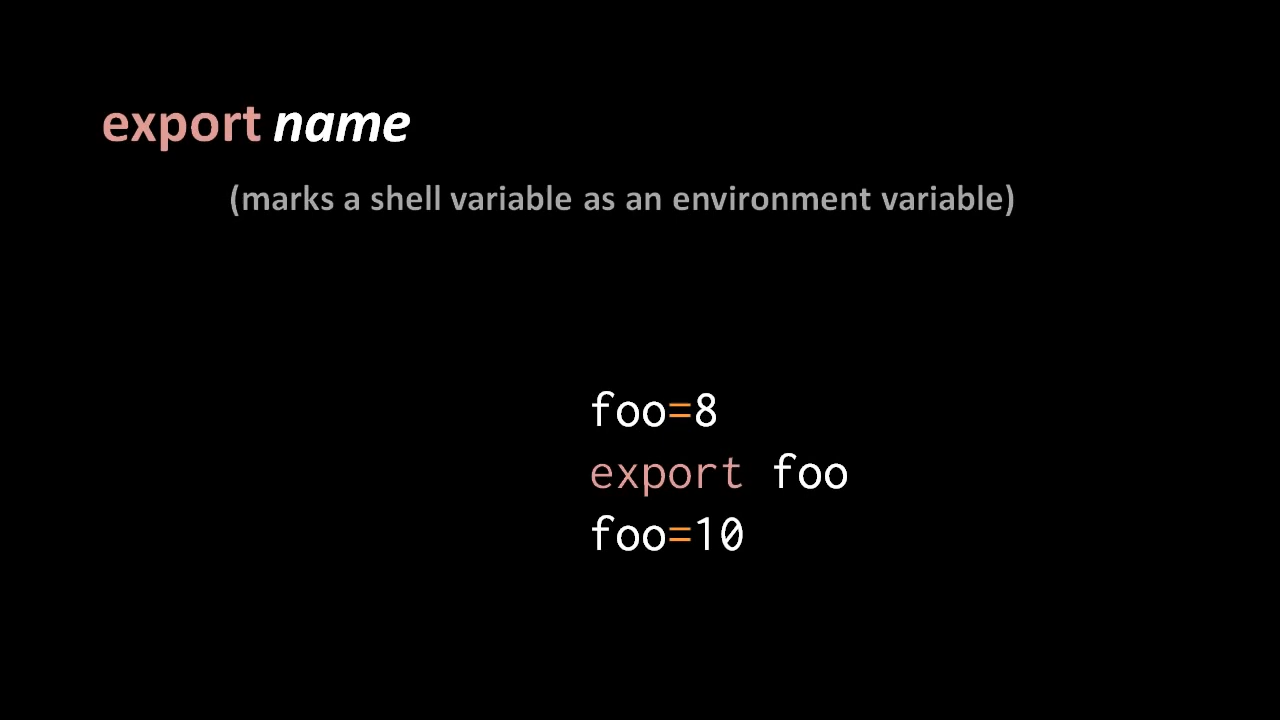 export name
(marks a shell variable as an environment variable)
foo=8
export foo
foo=10